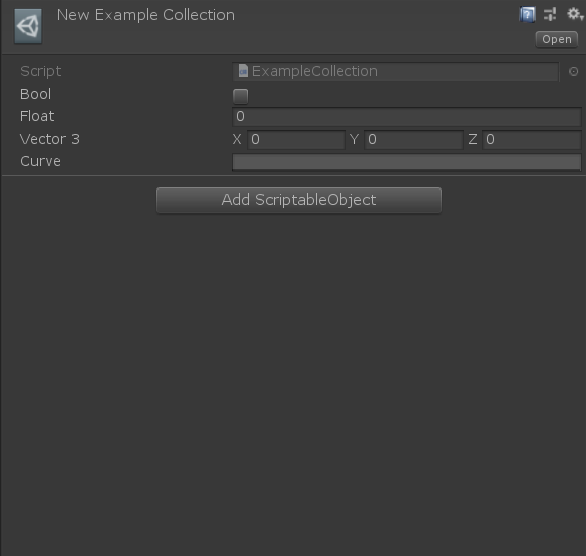 New Example Collection
Open
Script ExampleCollection
Bool
Float 0
Vector 3 X 0 Y 0 Z 0
Curve
Add ScriptableObject